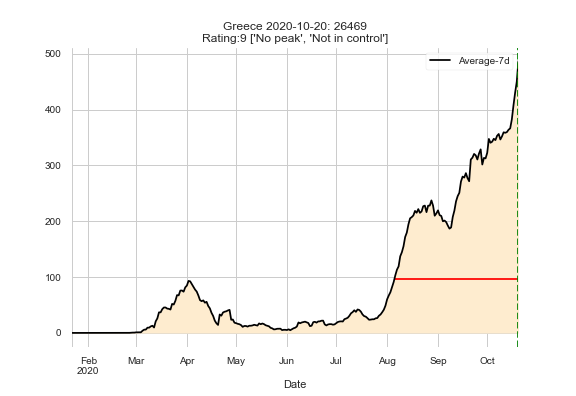 Greece 2020-10-20: 26469
Rating:9 ['No peak', 'Not in control']
Average-7d
500
400
300
200
100
0
Feb
2020
Mar
Apr
May
Jun
Jul
Aug
Sep
Oct
Date